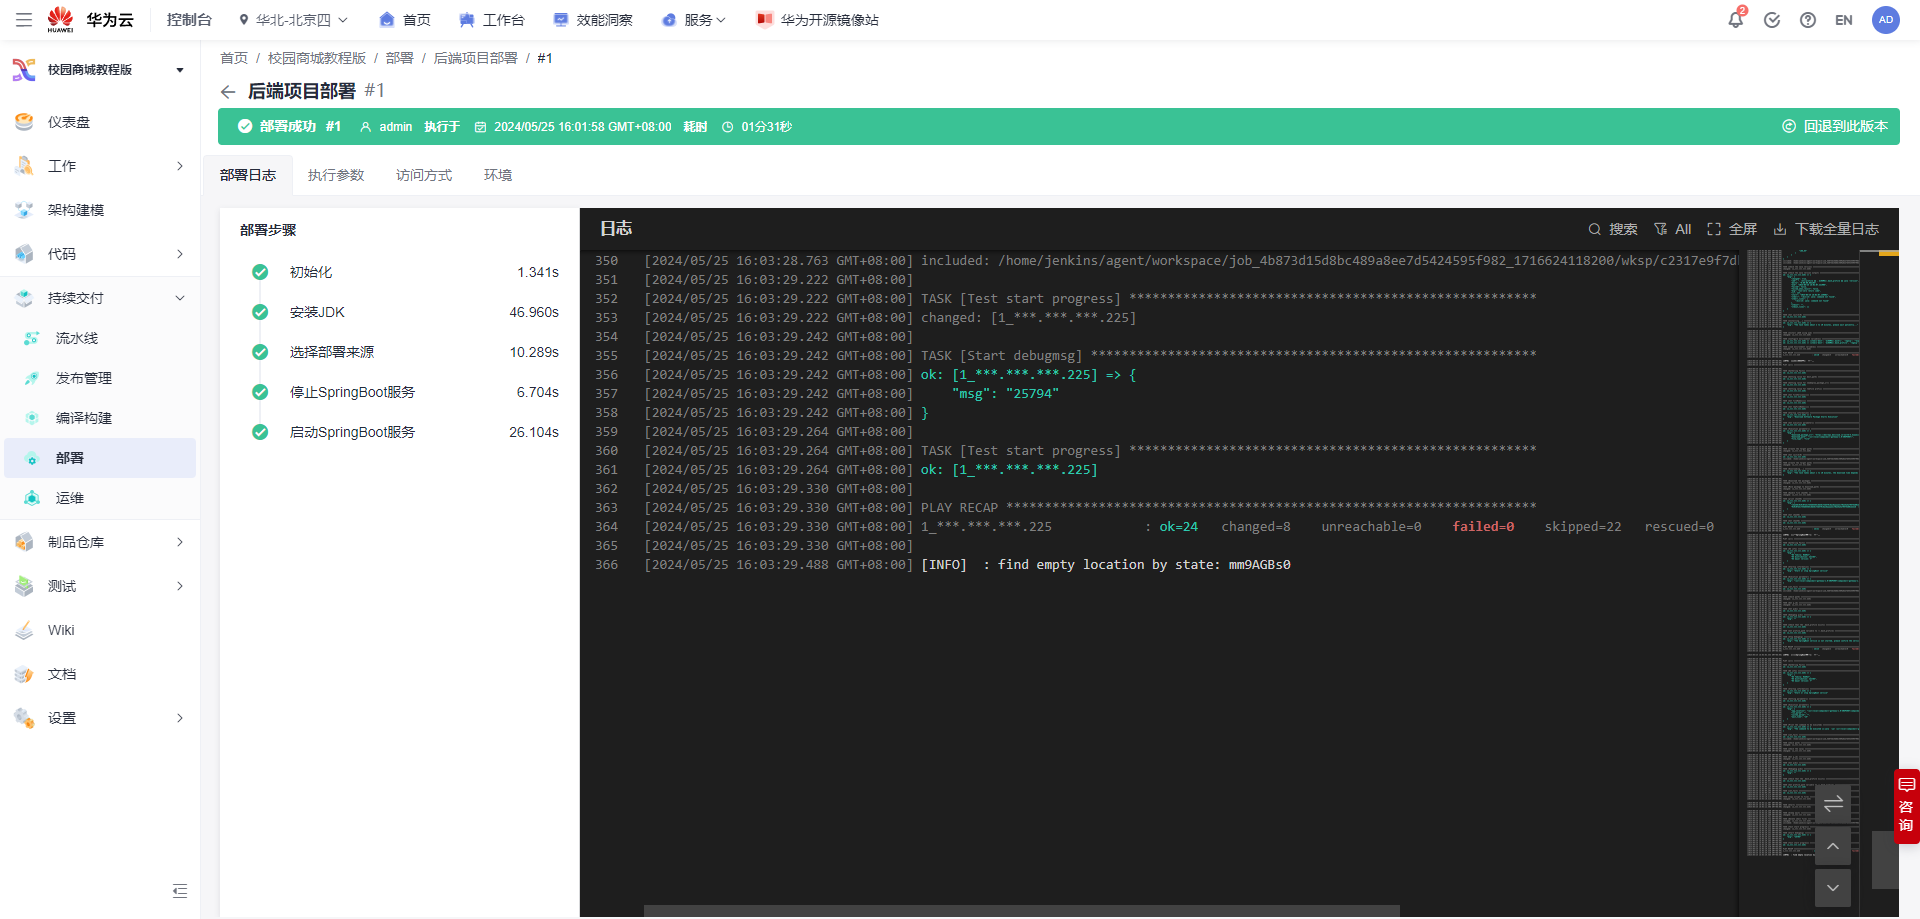 HUAWEI
华为云
控制台
华北-北京四
首页
工作台
效能洞察
服务
华为开源镜像站
2
EN
AD
校园商城教程版
仪表盘
工作
架构建模
代码
持续交付
流水线
发布管理
编译构建
部署
运维
制品仓库
测试
Wiki
文档
设置
首页 / 校园商城教程版 / 部署 / 后端项目部署 / #1
后端项目部署 #1
部署成功 #1 admin 执行于 2024/05/25 16:01:58 GMT+08:00 耗时 01分31秒
回退到此版本
部署日志
执行参数
访问方式
环境
部署步骤
初始化 1.341s
安装JDK 46.960s
选择部署来源 10.289s
停止SpringBoot服务 6.704s
启动SpringBoot服务 26.104s
日志
搜索
All
全屏
下载全量日志
350 [2024/05/25 16:03:28.763 GMT+08:00] included: /home/jenkins/agent/workspace/job_4b873d15d8bc489a8ee7d5424595f982_1716624118200/wksp/c2317e9f7d
351 [2024/05/25 16:03:29.222 GMT+08:00]
352 [2024/05/25 16:03:29.222 GMT+08:00] TASK [Test start progress] *****************************************************
353 [2024/05/25 16:03:29.222 GMT+08:00] changed: [1_***.***.***.225]
354 [2024/05/25 16:03:29.242 GMT+08:00]
355 [2024/05/25 16:03:29.242 GMT+08:00] TASK [Start debugmsg] **********************************************************
356 [2024/05/25 16:03:29.242 GMT+08:00] ok: [1_***.***.***.225] => {
357 [2024/05/25 16:03:29.242 GMT+08:00] "msg": "25794"
358 [2024/05/25 16:03:29.242 GMT+08:00] }
359 [2024/05/25 16:03:29.264 GMT+08:00]
360 [2024/05/25 16:03:29.264 GMT+08:00] TASK [Test start progress] *****************************************************
361 [2024/05/25 16:03:29.264 GMT+08:00] ok: [1_***.***.***.225]
362 [2024/05/25 16:03:29.330 GMT+08:00]
363 [2024/05/25 16:03:29.330 GMT+08:00] PLAY RECAP *********************************************************************
364 [2024/05/25 16:03:29.330 GMT+08:00] 1_***.***.***.225 : ok=24 changed=8 unreachable=0 failed=0 skipped=22 rescued=0
365 [2024/05/25 16:03:29.330 GMT+08:00]
366 [2024/05/25 16:03:29.488 GMT+08:00] [INFO] : find empty location by state: mm9AGBs0
咨询